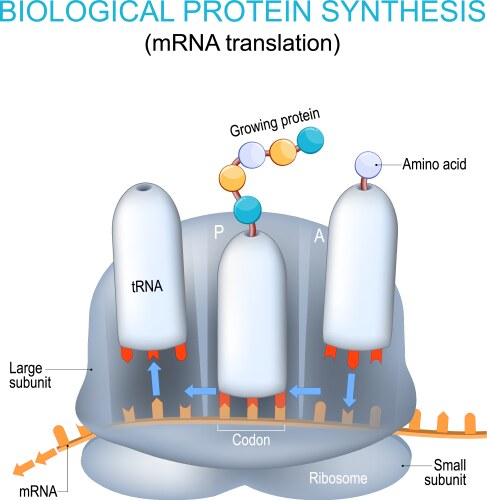 BIOLOGICAL PROTEIN SYNTHESIS
(mRNA translation)
Growing protein
Amino acid
P
A
tRNA
Large
subunit
Codon
mRNA
Ribosome
Small
subunit